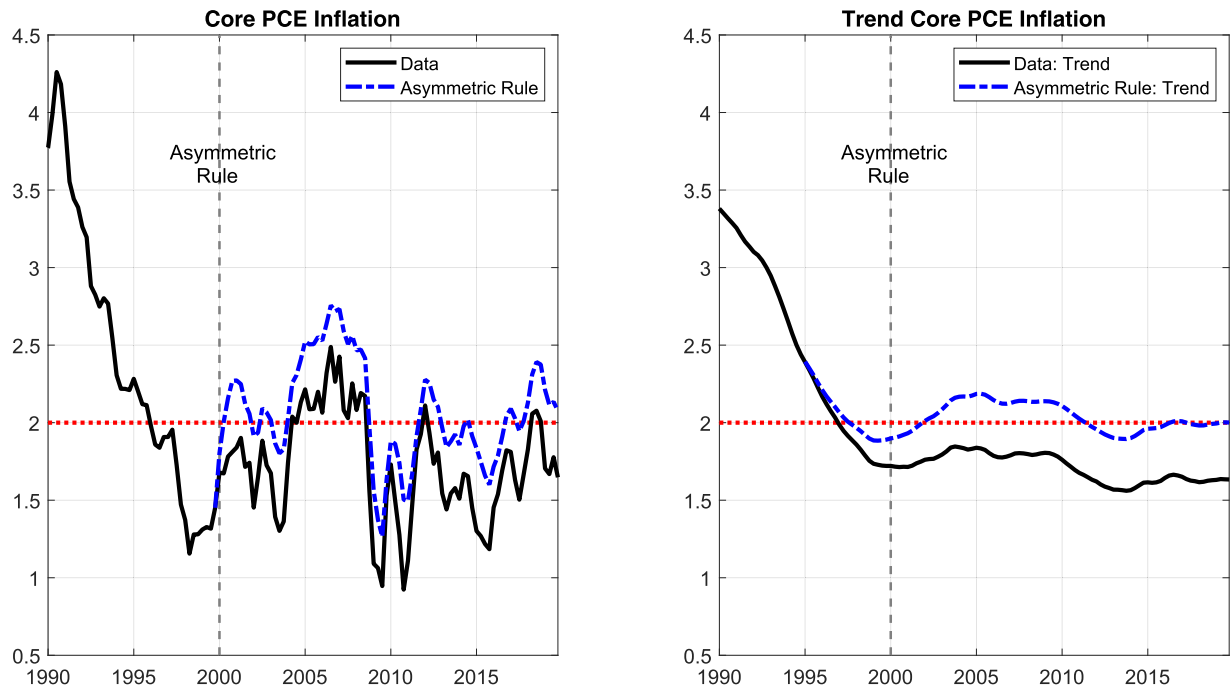 Core PCE Inflation
4.5
4
3.5
3
2.5
2
1.5
1
0.5
1990 1995 2000 2005 2010 2015
Data
Asymmetric Rule
Asymmetric
Rule
Trend Core PCE Inflation
4.5
4
3.5
3
2.5
2
1.5
1
0.5
1990 1995 2000 2005 2010 2015
Data: Trend
Asymmetric Rule: Trend
Asymmetric
Rule